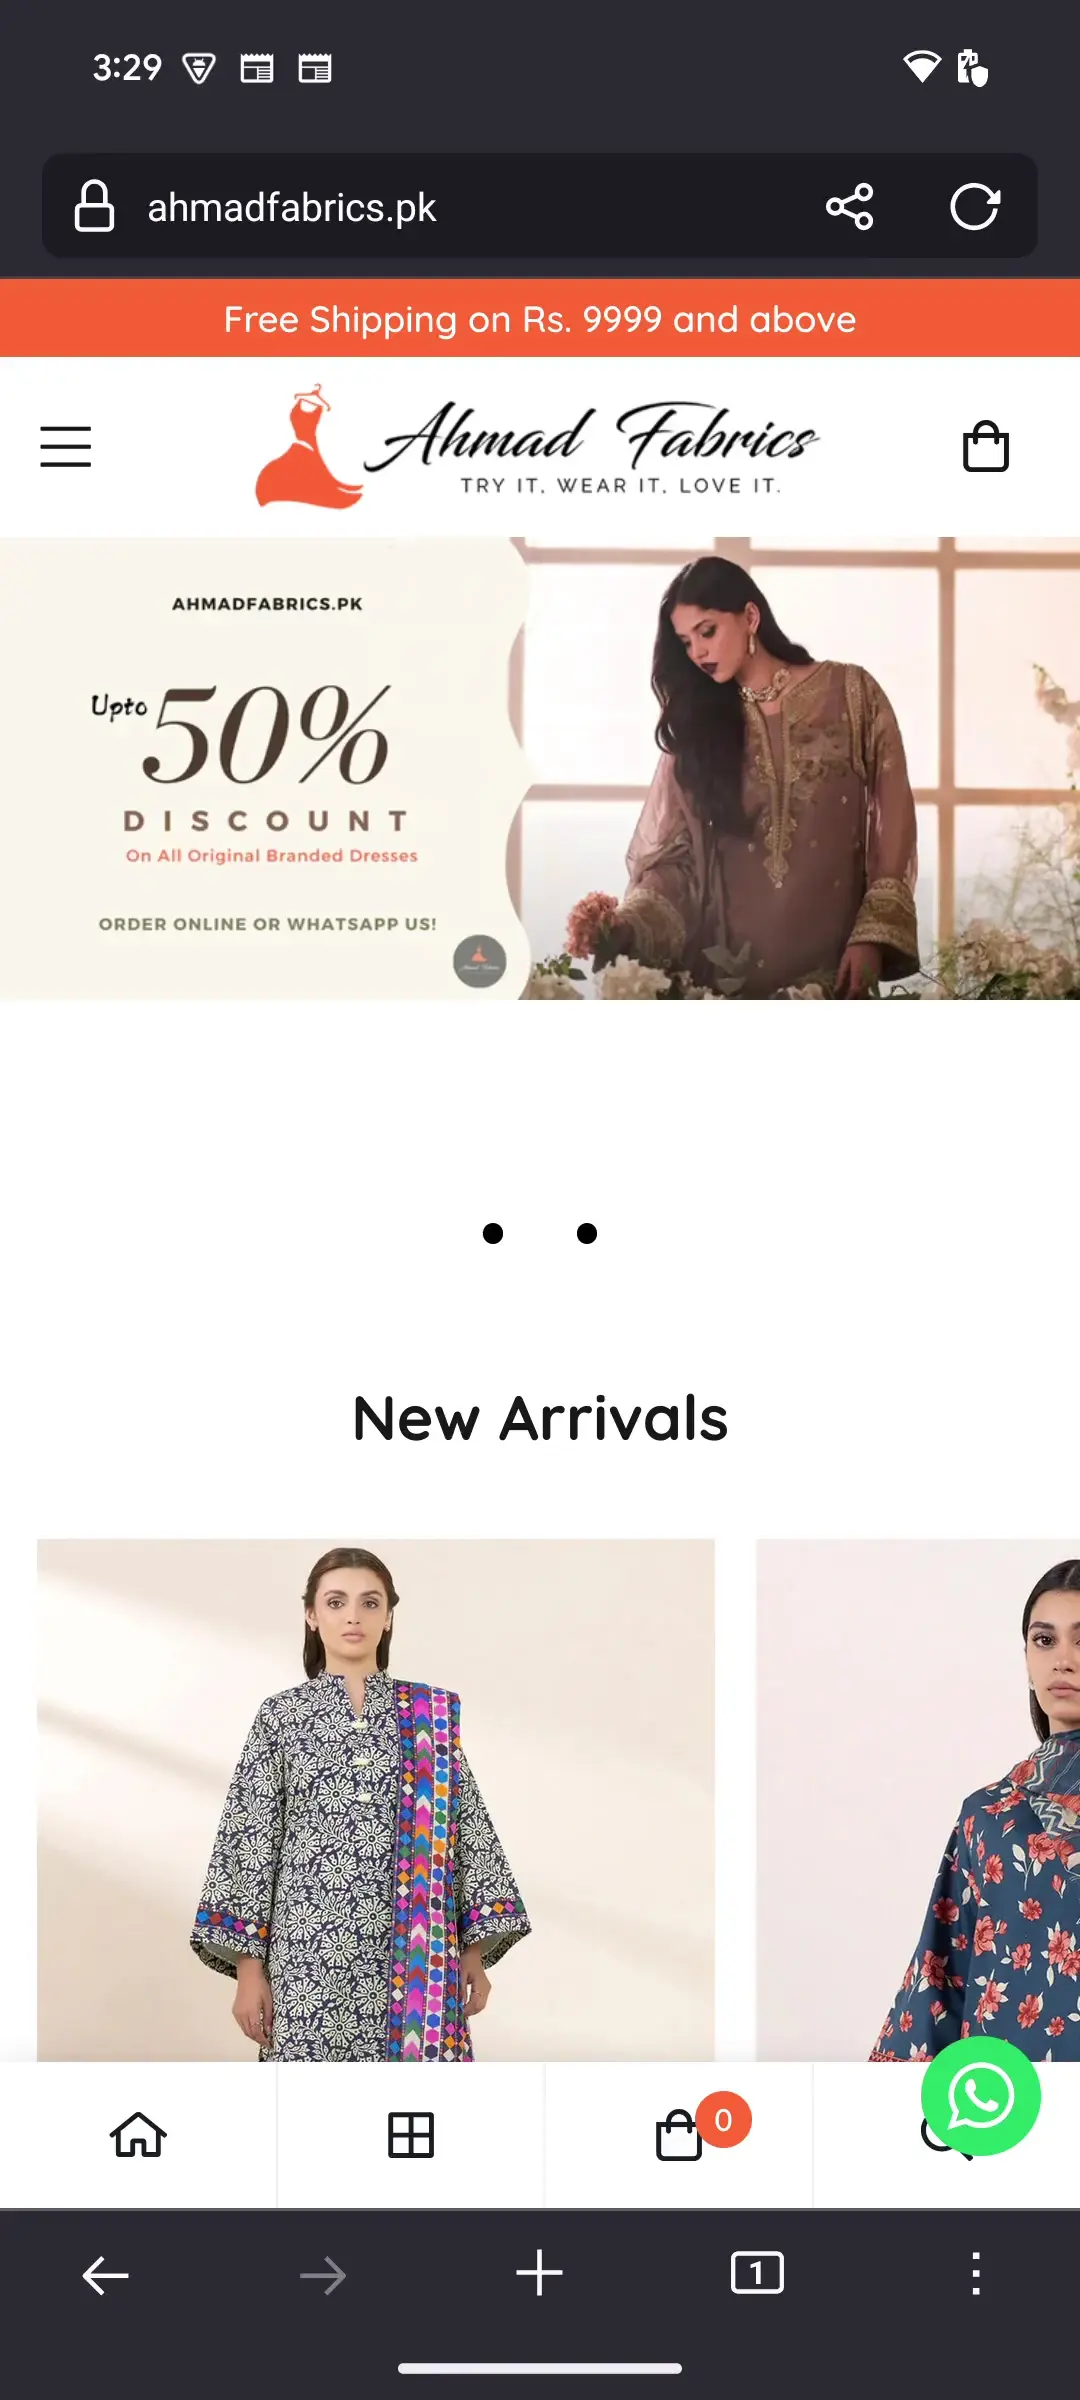 3:29
ahmadfabrics.pk
Free Shipping on Rs. 9999 and above
Ahmad Fabrics
TRY IT. WEAR IT. LOVE IT.
AHMADFABRICS.PK
Upto
50%
DISCOUNT
On All Original Branded Dresses
ORDER ONLINE OR WHATSAPP US!
New Arrivals
0
1